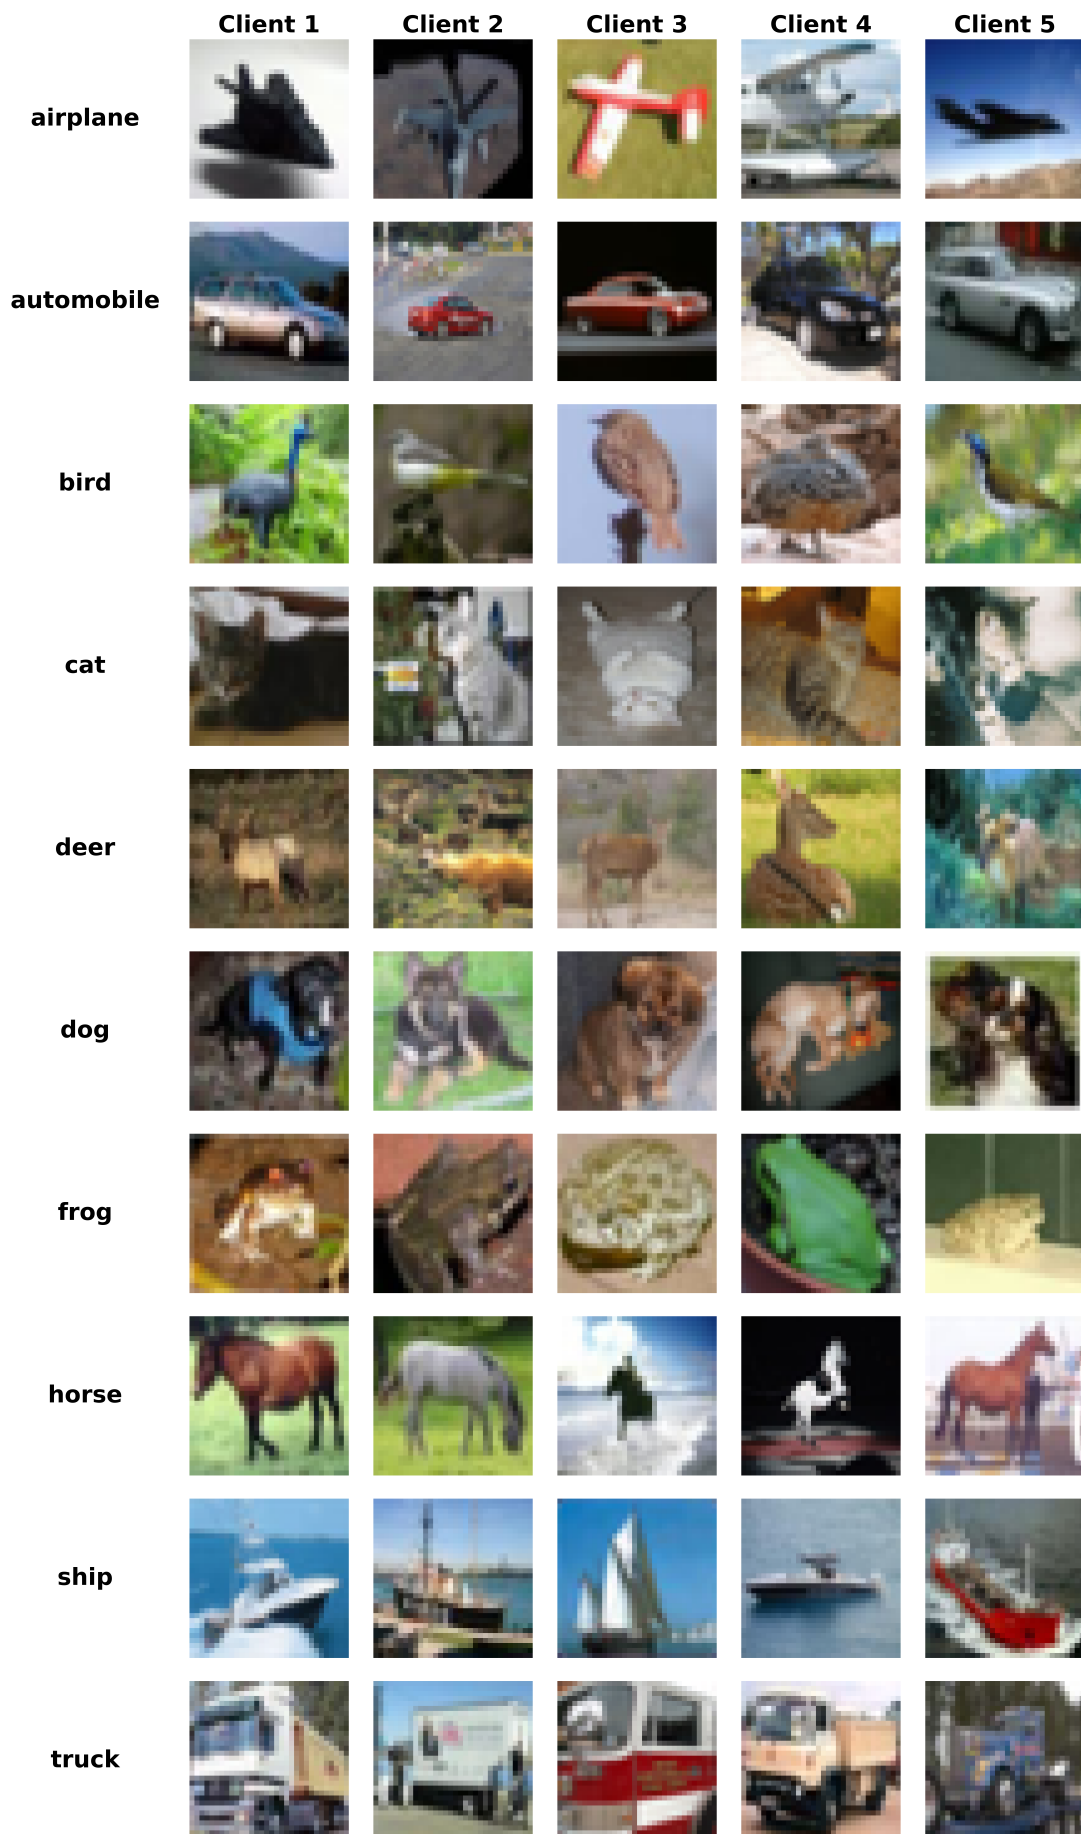 Client 1 Client 2 Client 3 Client 4 Client 5
airplane
automobile
bird
cat
deer
dog
frog
horse
ship
truck